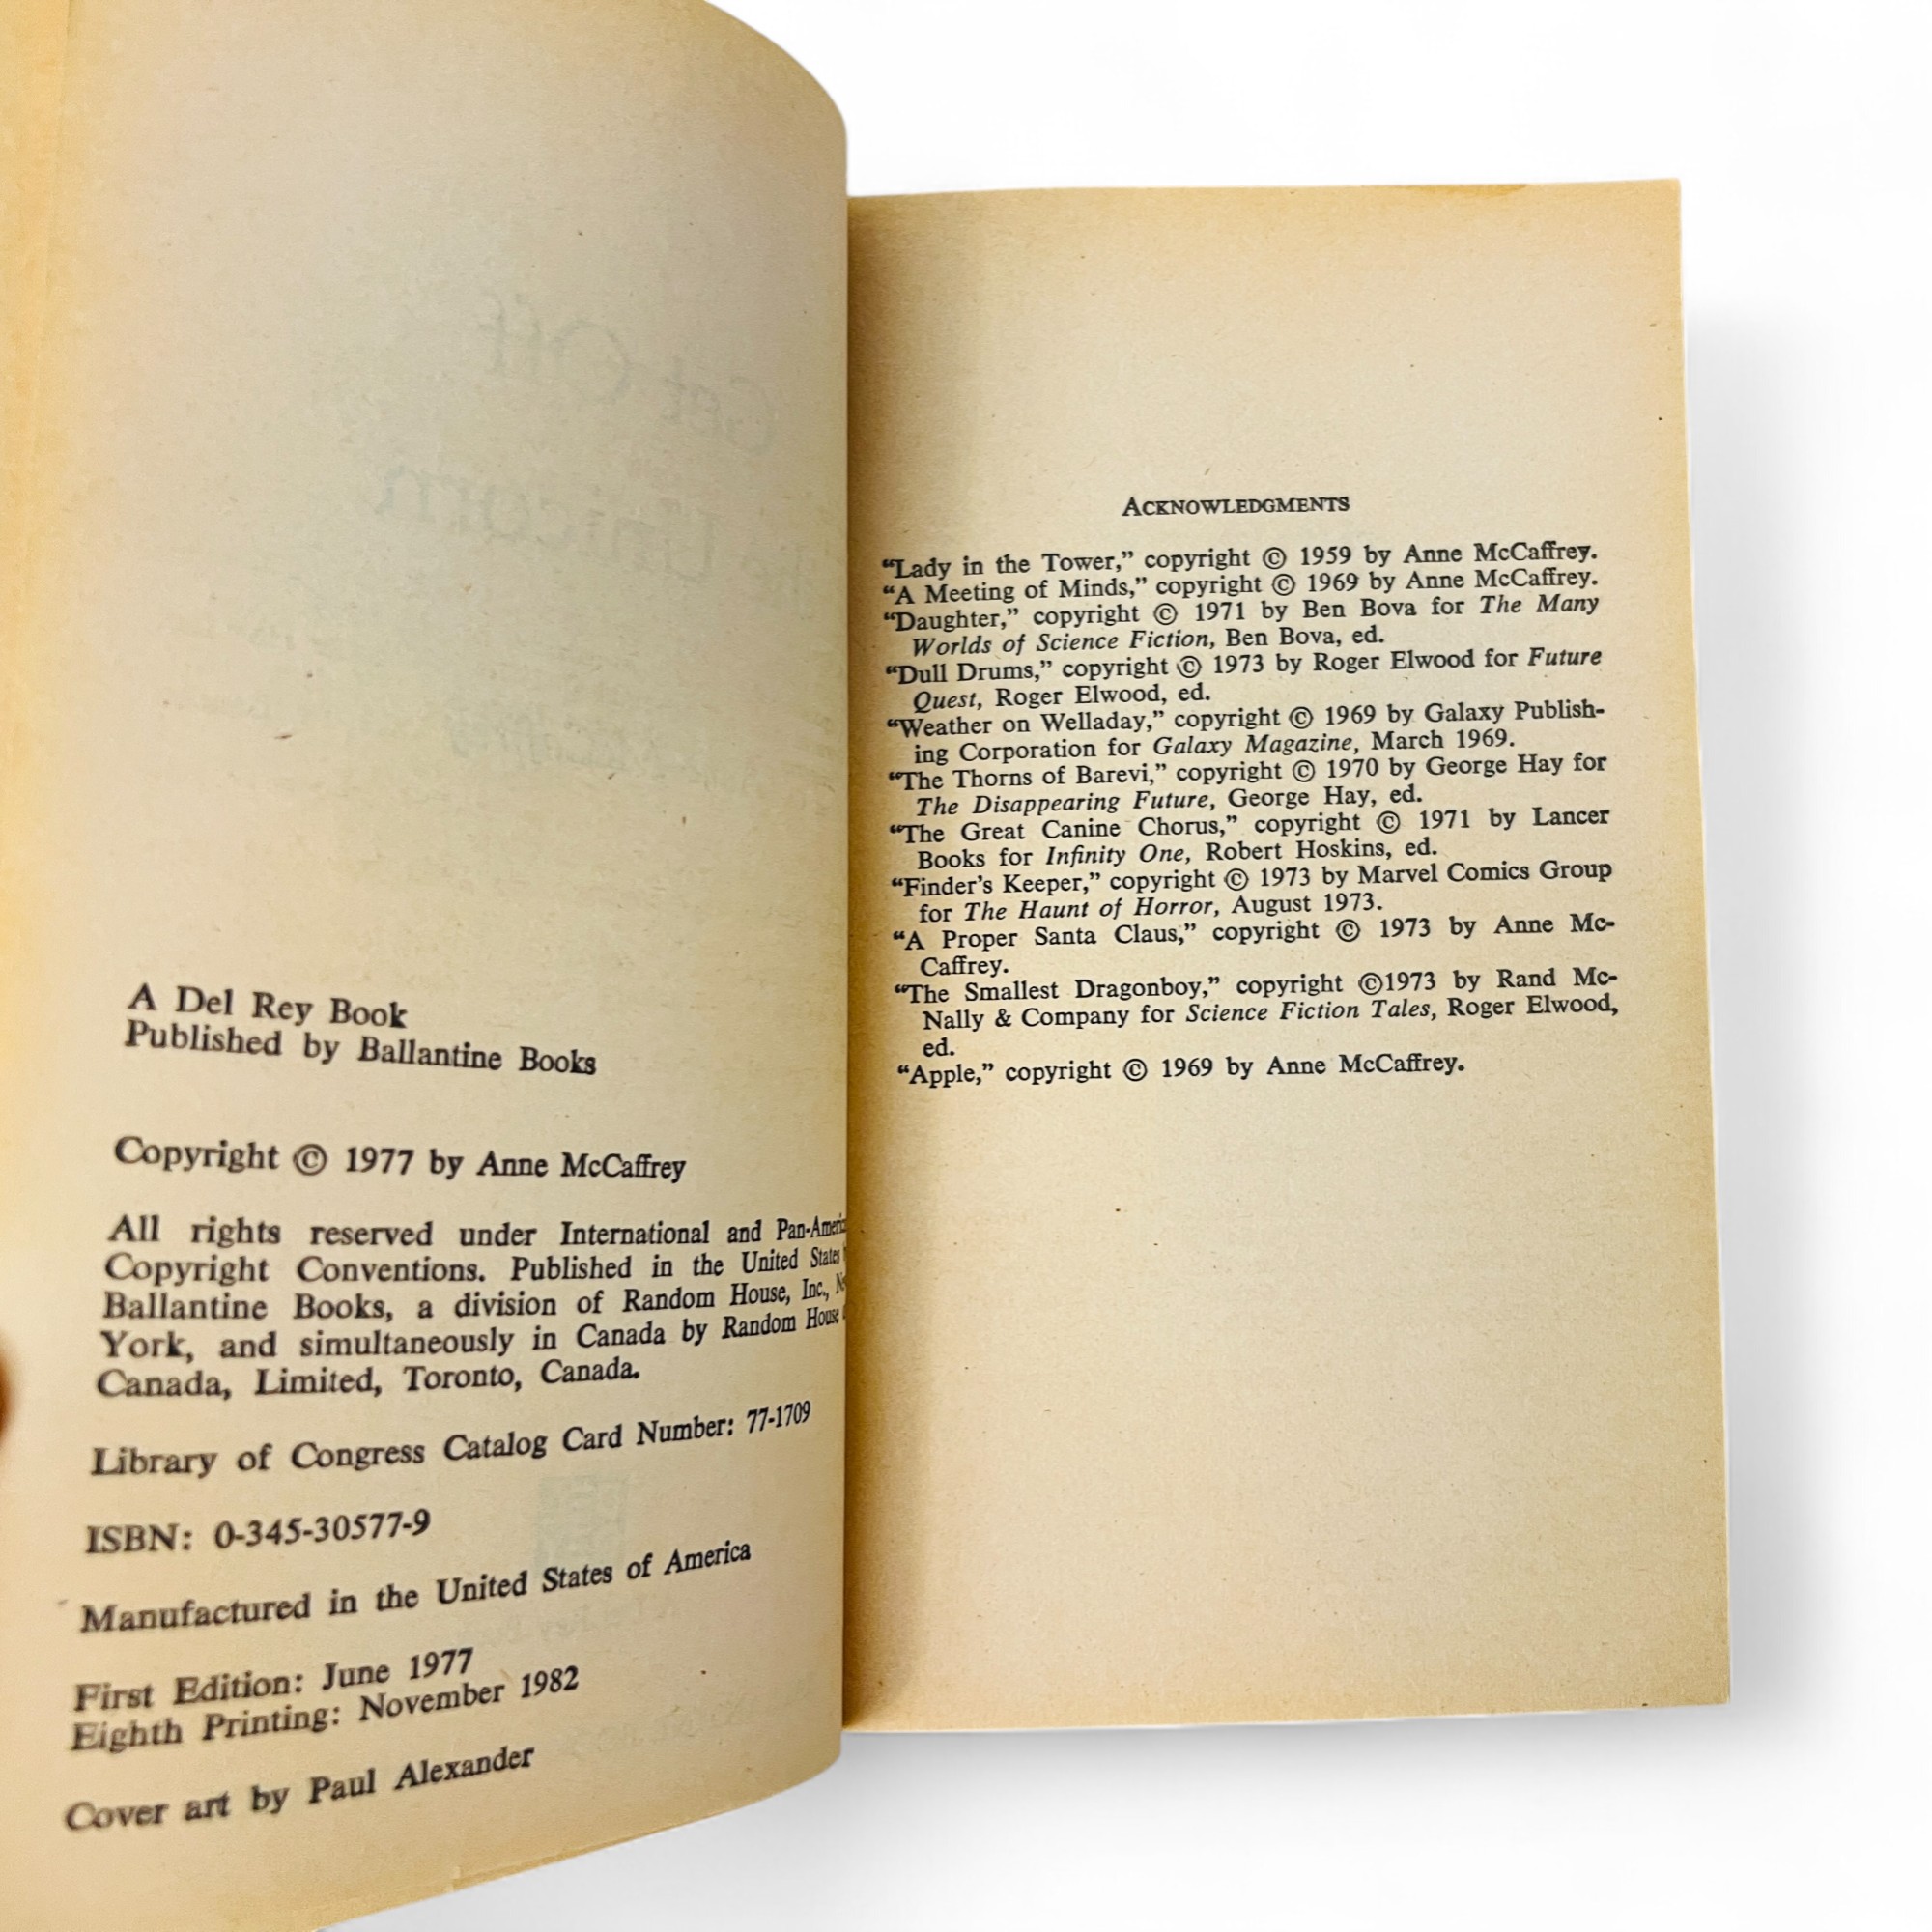 A Del Rey Book
Published by Ballantine Books
Copyright © 1977 by Anne McCaffrey
All rights reserved under International and
Copyright Conventions. Published in the United States
Ballantine Books, a division of Random House, Inc.,
York, and simultaneously in Canada by Random House
Canada, Limited, Toronto, Canada.
Library of Congress Catalog Card Number: 77-1709
ISBN: 0-345-30577-9
Manufactured in the United States of America
First Edition: June 1977
Eighth Printing: November 1982
Cover art by Paul Alexander
ACKNOWLEDGMENTS
“Lady in the Tower,” copyright © 1959 by Anne McCaffrey.
“A Meeting of Minds,” copyright © 1969 by Anne McCaffrey.
“Daughter,” copyright © 1971 by Ben Bova for The Many
Worlds of Science Fiction, Ben Bova, ed.
“Dull Drums,” copyright © 1973 by Roger Elwood for Future
Quest, Roger Elwood, ed.
“Weather on Welladay,” copyright © 1969 by Galaxy Publish-
ing Corporation for Galaxy Magazine, March 1969.
“The Thorns of Barevi,” copyright © 1970 by George Hay for
The Disappearing Future, George Hay, ed.
“The Great Canine Chorus,” copyright © 1971 by Lancer
Books for Infinity One, Robert Hoskins, ed.
“Finder’s Keeper,” copyright © 1973 by Marvel Comics Group
for The Haunt of Horror, August 1973.
“A Proper Santa Claus,” copyright © 1973 by Anne Mc-
Caffrey.
“The Smallest Dragonboy,” copyright ©1973 by Rand Mc-
Nally & Company for Science Fiction Tales, Roger Elwood,
ed.
“Apple,” copyright © 1969 by Anne McCaffrey.